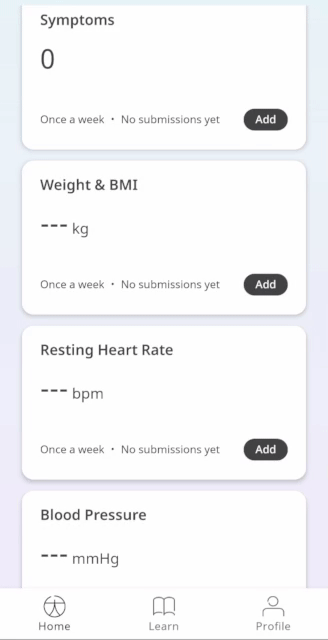 Symptoms
0
Once a week • No submissions yet Add
Weight & BMI
--- kg
Once a week • No submissions yet Add
Resting Heart Rate
--- bpm
Once a week • No submissions yet Add
Blood Pressure
--- mmHg
Home Learn Profile